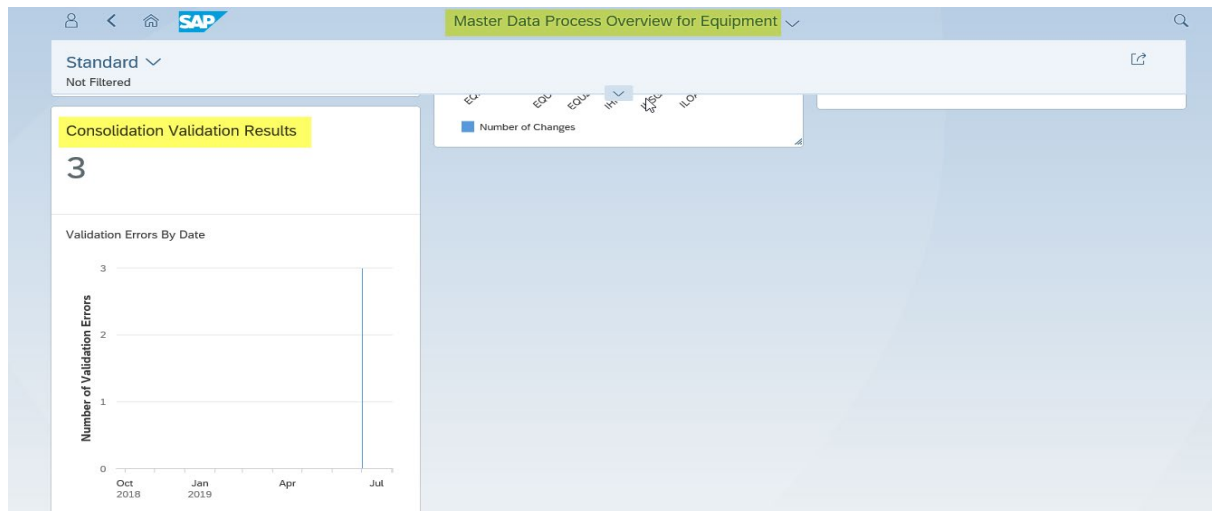 SAP
Master Data Process Overview for Equipment
Standard
Not Filtered
Consolidation Validation Results
3
Number of Changes
Validation Errors By Date
Number of Validation Errors
3
2
1
0
Oct Jan Apr Jul
2018 2019